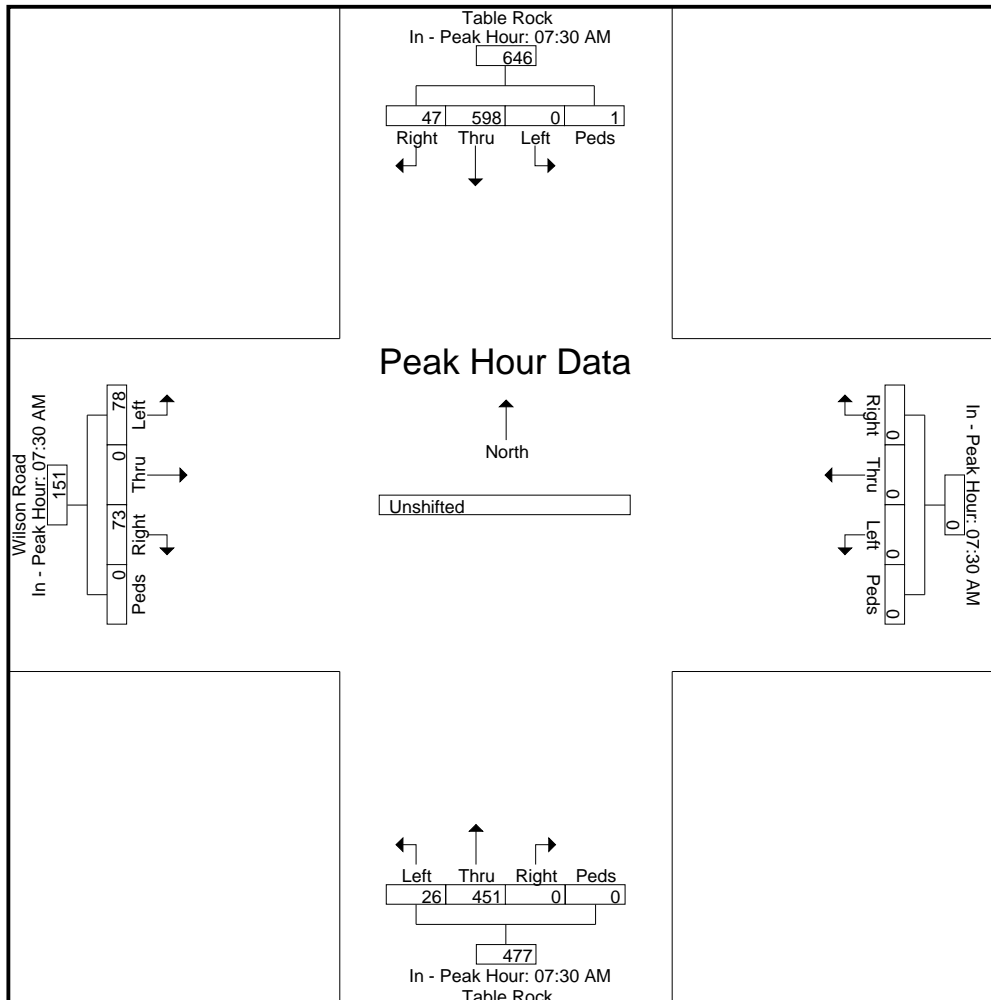 Table Rock
In - Peak Hour: 07:30 AM
646
47 598 0 1
Right Thru Left Peds
Peak Hour Data
North
Unshifted
Wilson Road
In - Peak Hour: 07:30 AM
151
78 0 73 0
Left Thru Right Peds
Right Thru Left Peds
0 0 0 0
0
In - Peak Hour: 07:30 AM
Left Thru Right Peds
26 451 0 0
477
In - Peak Hour: 07:30 AM
Table Rock